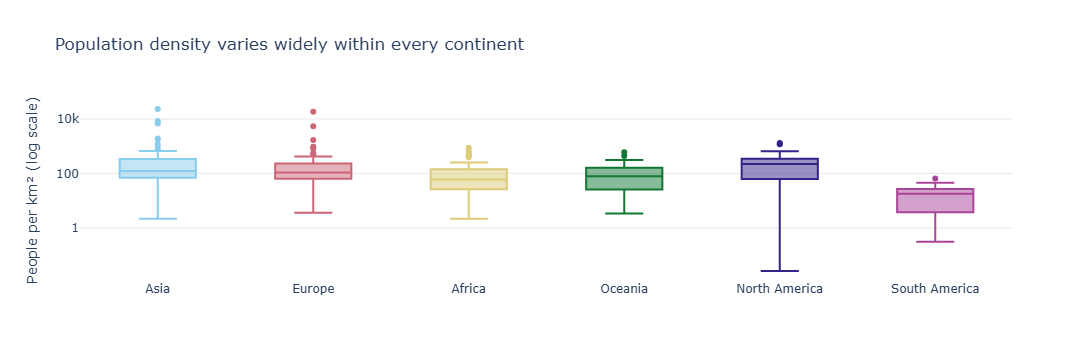 Population density varies widely within every continent
People per km² (log scale)
10k
100
1
Asia
Europe
Africa
Oceania
North America
South America